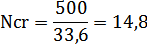 Ncr = 500/33,6 = 14,8